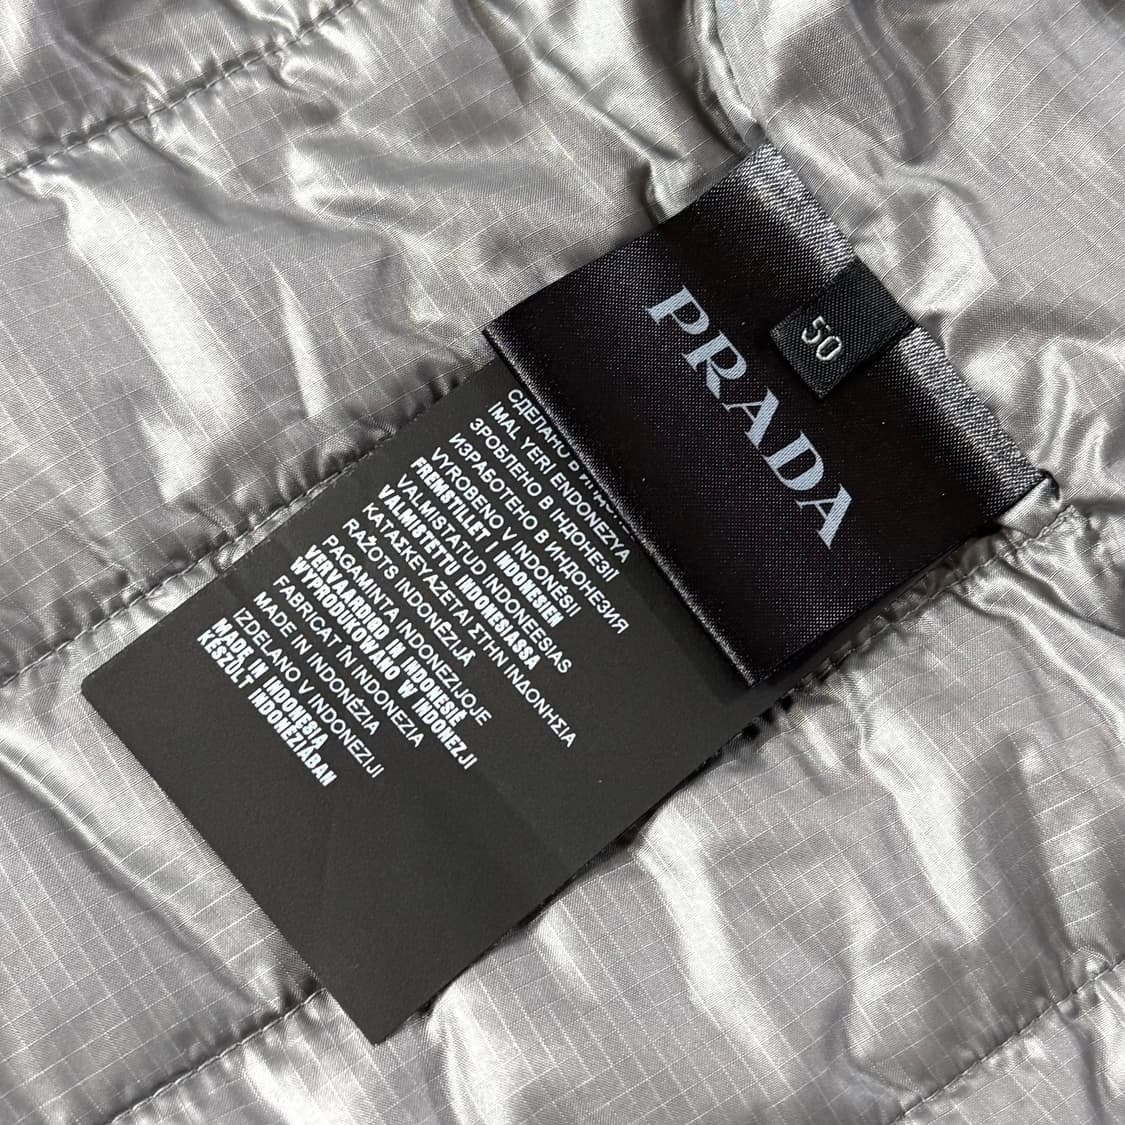 PRADA
50
СДЕЛАНО В
İMAL YERİ ENDONEZYA
ЗРОБЛЕНО В ІНДОНЕЗІЇ
ИЗРАБОТЕНО В ИНДОНЕЗИЯ
VYROBENO V INDONÉSII
FREMSTILLET I INDONESIEN
VALMISTATUD INDONEESIAS
VALMISTETTU INDONESIASSA
ΚΑΤΑΣΚΕΥΑΖΕΤΑΙ ΣΤΗΝ ΙΝΔΟΝΗΣΙΑ
RAŽOTS INDONĒZIJĀ
PAGAMINTA INDONEZIJOJE
VERVAARDIGD IN INDONESIË
WYPRODUKOWANO W INDONEZJI
FABRICAT ÎN INDONEZIA
MADE IN INDONÉZIA
IZDELANO V INDONEZIJI
MADE IN INDONESIA
KÉSZÜLT INDONÉZIÁBAN